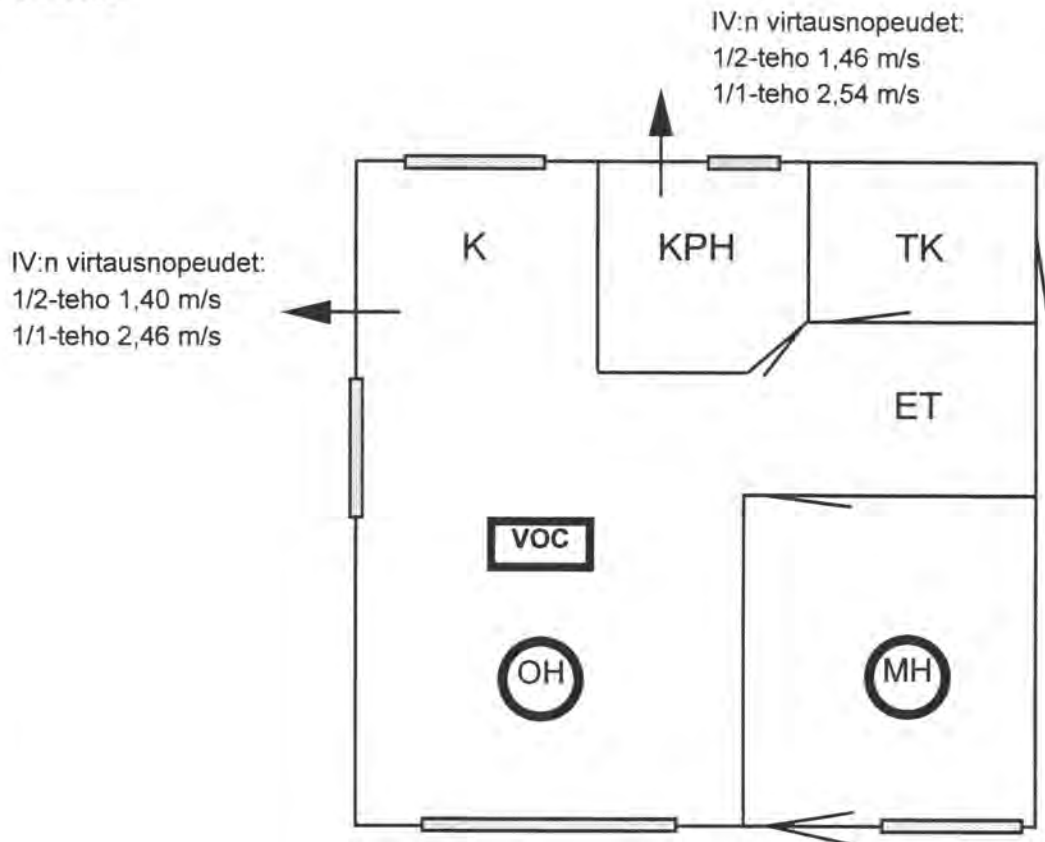 IV:n virtausnopeudet:
1/2-teho 1,46 m/s
1/1-teho 2,54 m/s
IV:n virtausnopeudet:
1/2-teho 1,40 m/s
1/1-teho 2,46 m/s
K
KPH
TK
ET
VOC
OH
MH